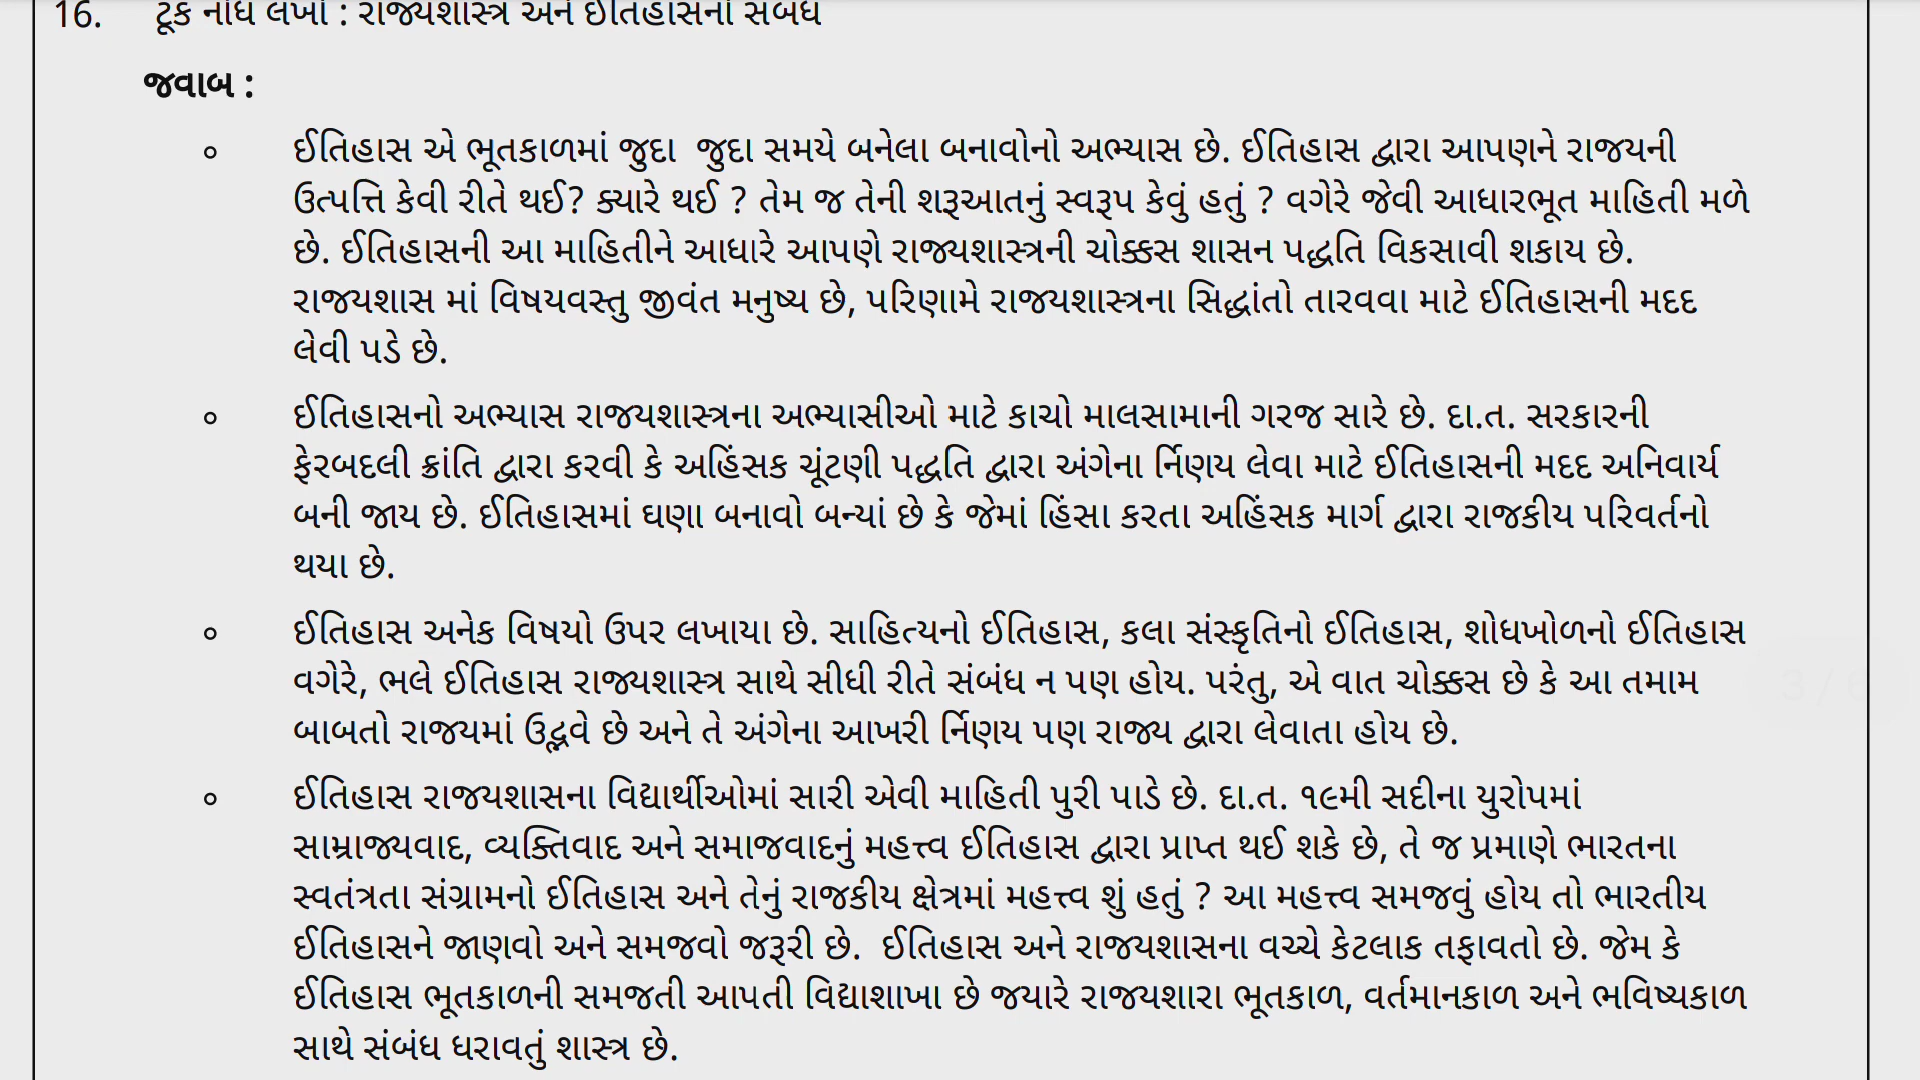 16. ટૂંક નોંધ લખો : રાજ્યશાસ્ત્ર અને ઈતિહાસનો સંબંધ
જવાબ :
○ ઈતિહાસ એ ભૂતકાળમાં જુદા જુદા સમયે બનેલા બનાવોનો અભ્યાસ છે. ઈતિહાસ દ્વારા આપણને રાજયની
ઉત્પત્તિ કેવી રીતે થઈ? ક્યારે થઈ ? તેમ જ તેની શરૂઆતનું સ્વરૂપ કેવું હતું ? વગેરે જેવી આધારભૂત માહિતી મળે
છે. ઈતિહાસની આ માહિતીને આધારે આપણે રાજ્યશાસ્ત્રની ચોક્કસ શાસન પદ્ધતિ વિકસાવી શકાય છે.
રાજયશાસ માં વિષયવસ્તુ જીવંત મનુષ્ય છે, પરિણામે રાજયશાસ્ત્રના સિદ્ધાંતો તારવવા માટે ઈતિહાસની મદદ
લેવી પડે છે.
○ ઈતિહાસનો અભ્યાસ રાજયશાસ્ત્રના અભ્યાસીઓ માટે કાચો માલસામાની ગરજ સારે છે. દા.ત. સરકારની
ફેરબદલી ક્રાંતિ દ્વારા કરવી કે અહિંસક ચૂંટણી પદ્ધતિ દ્વારા અંગેના ર્નિણય લેવા માટે ઈતિહાસની મદદ અનિવાર્ય
બની જાય છે. ઈતિહાસમાં ઘણા બનાવો બન્યાં છે કે જેમાં હિંસા કરતા અહિંસક માર્ગ દ્વારા રાજકીય પરિવર્તનો
થયા છે.
○ ઈતિહાસ અનેક વિષયો ઉપર લખાયા છે. સાહિત્યનો ઈતિહાસ, કલા સંસ્કૃતિનો ઈતિહાસ, શોધખોળનો ઈતિહાસ
વગેરે, ભલે ઈતિહાસ રાજ્યશાસ્ત્ર સાથે સીધી રીતે સંબંધ ન પણ હોય. પરંતુ, એ વાત ચોક્કસ છે કે આ તમામ
બાબતો રાજયમાં ઉદ્ભવે છે અને તે અંગેના આખરી ર્નિણય પણ રાજ્ય દ્વારા લેવાતા હોય છે.
○ ઈતિહાસ રાજયશાસના વિદ્યાર્થીઓમાં સારી એવી માહિતી પુરી પાડે છે. દા.ત. ૧૯મી સદીના યુરોપમાં
સામ્રાજ્યવાદ, વ્યક્તિવાદ અને સમાજવાદનું મહત્ત્વ ઈતિહાસ દ્વારા પ્રાપ્ત થઈ શકે છે, તે જ પ્રમાણે ભારતના
સ્વતંત્રતા સંગ્રામનો ઈતિહાસ અને તેનું રાજકીય ક્ષેત્રમાં મહત્ત્વ શું હતું ? આ મહત્ત્વ સમજવું હોય તો ભારતીય
ઈતિહાસને જાણવો અને સમજવો જરૂરી છે. ઈતિહાસ અને રાજયશાસના વચ્ચે કેટલાક તફાવતો છે. જેમ કે
ઈતિહાસ ભૂતકાળની સમજતી આપતી વિદ્યાશાખા છે જયારે રાજયશારા ભૂતકાળ, વર્તમાનકાળ અને ભવિષ્યકાળ
સાથે સંબંધ ધરાવતું શાસ્ત્ર છે.